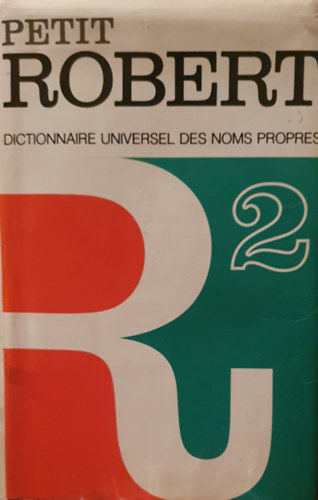 PETIT
ROBERT
DICTIONNAIRE UNIVERSEL DES NOMS PROPRES
2
R